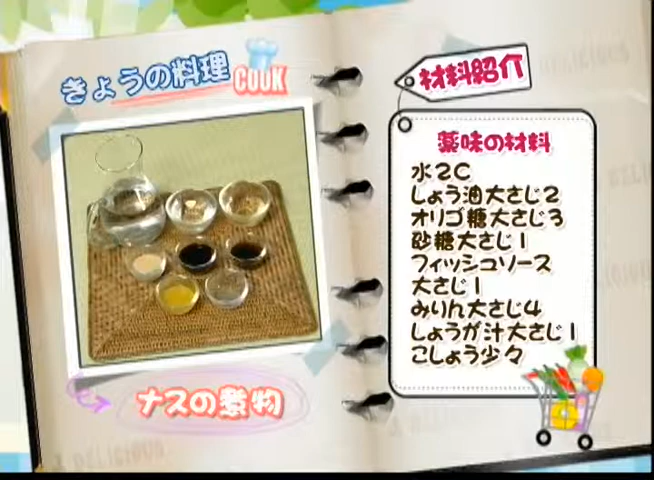 きょうの料理
COOK
材料紹介
薬味の材料
水2C
しょう油大さじ2
オリゴ糖大さじ3
砂糖大さじ1
フィッシュソース
大さじ1
みりん大さじ4
しょうが汁大さじ1
こしょう少々
ナスの煮物